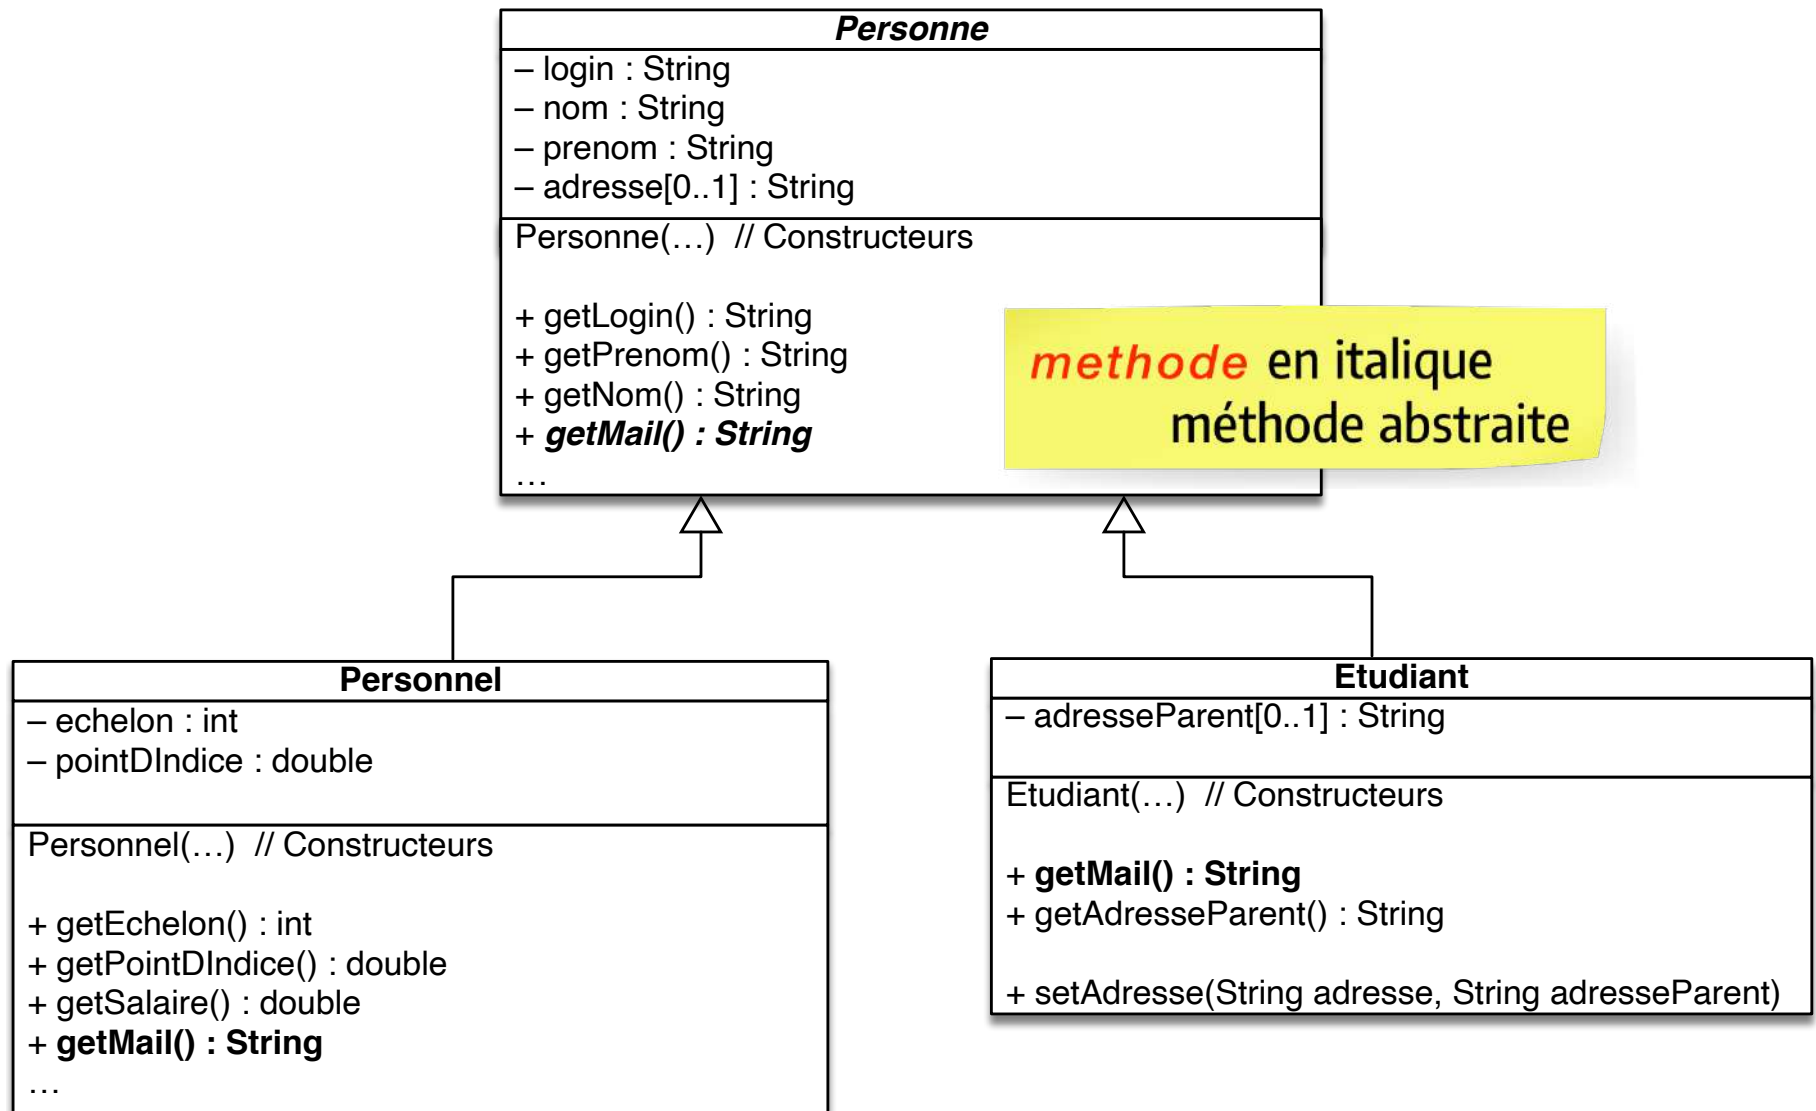 Personne
– login : String
– nom : String
– prenom : String
– adresse[0..1] : String
Personne(…) // Constructeurs
+ getLogin() : String
+ getPrenom() : String
+ getNom() : String
+ getMail() : String
…
methode en italique
méthode abstraite
Personnel
– echelon : int
– pointDIndice : double
Personnel(…) // Constructeurs
+ getEchelon() : int
+ getPointDIndice() : double
+ getSalaire() : double
+ getMail() : String
…
Etudiant
– adresseParent[0..1] : String
Etudiant(…) // Constructeurs
+ getMail() : String
+ getAdresseParent() : String
+ setAdresse(String adresse, String adresseParent)